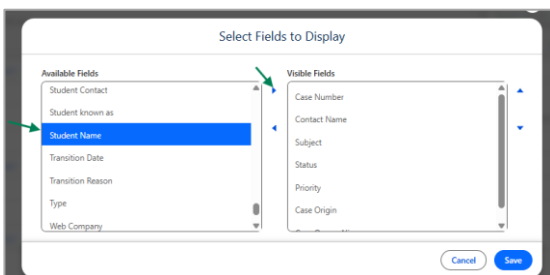 Select Fields to Display
Available Fields
Student Contact
Student known as
Student Name
Transition Date
Transition Reason
Type
Web Company
Visible Fields
Case Number
Contact Name
Subject
Status
Priority
Case Origin
Cancel
Save